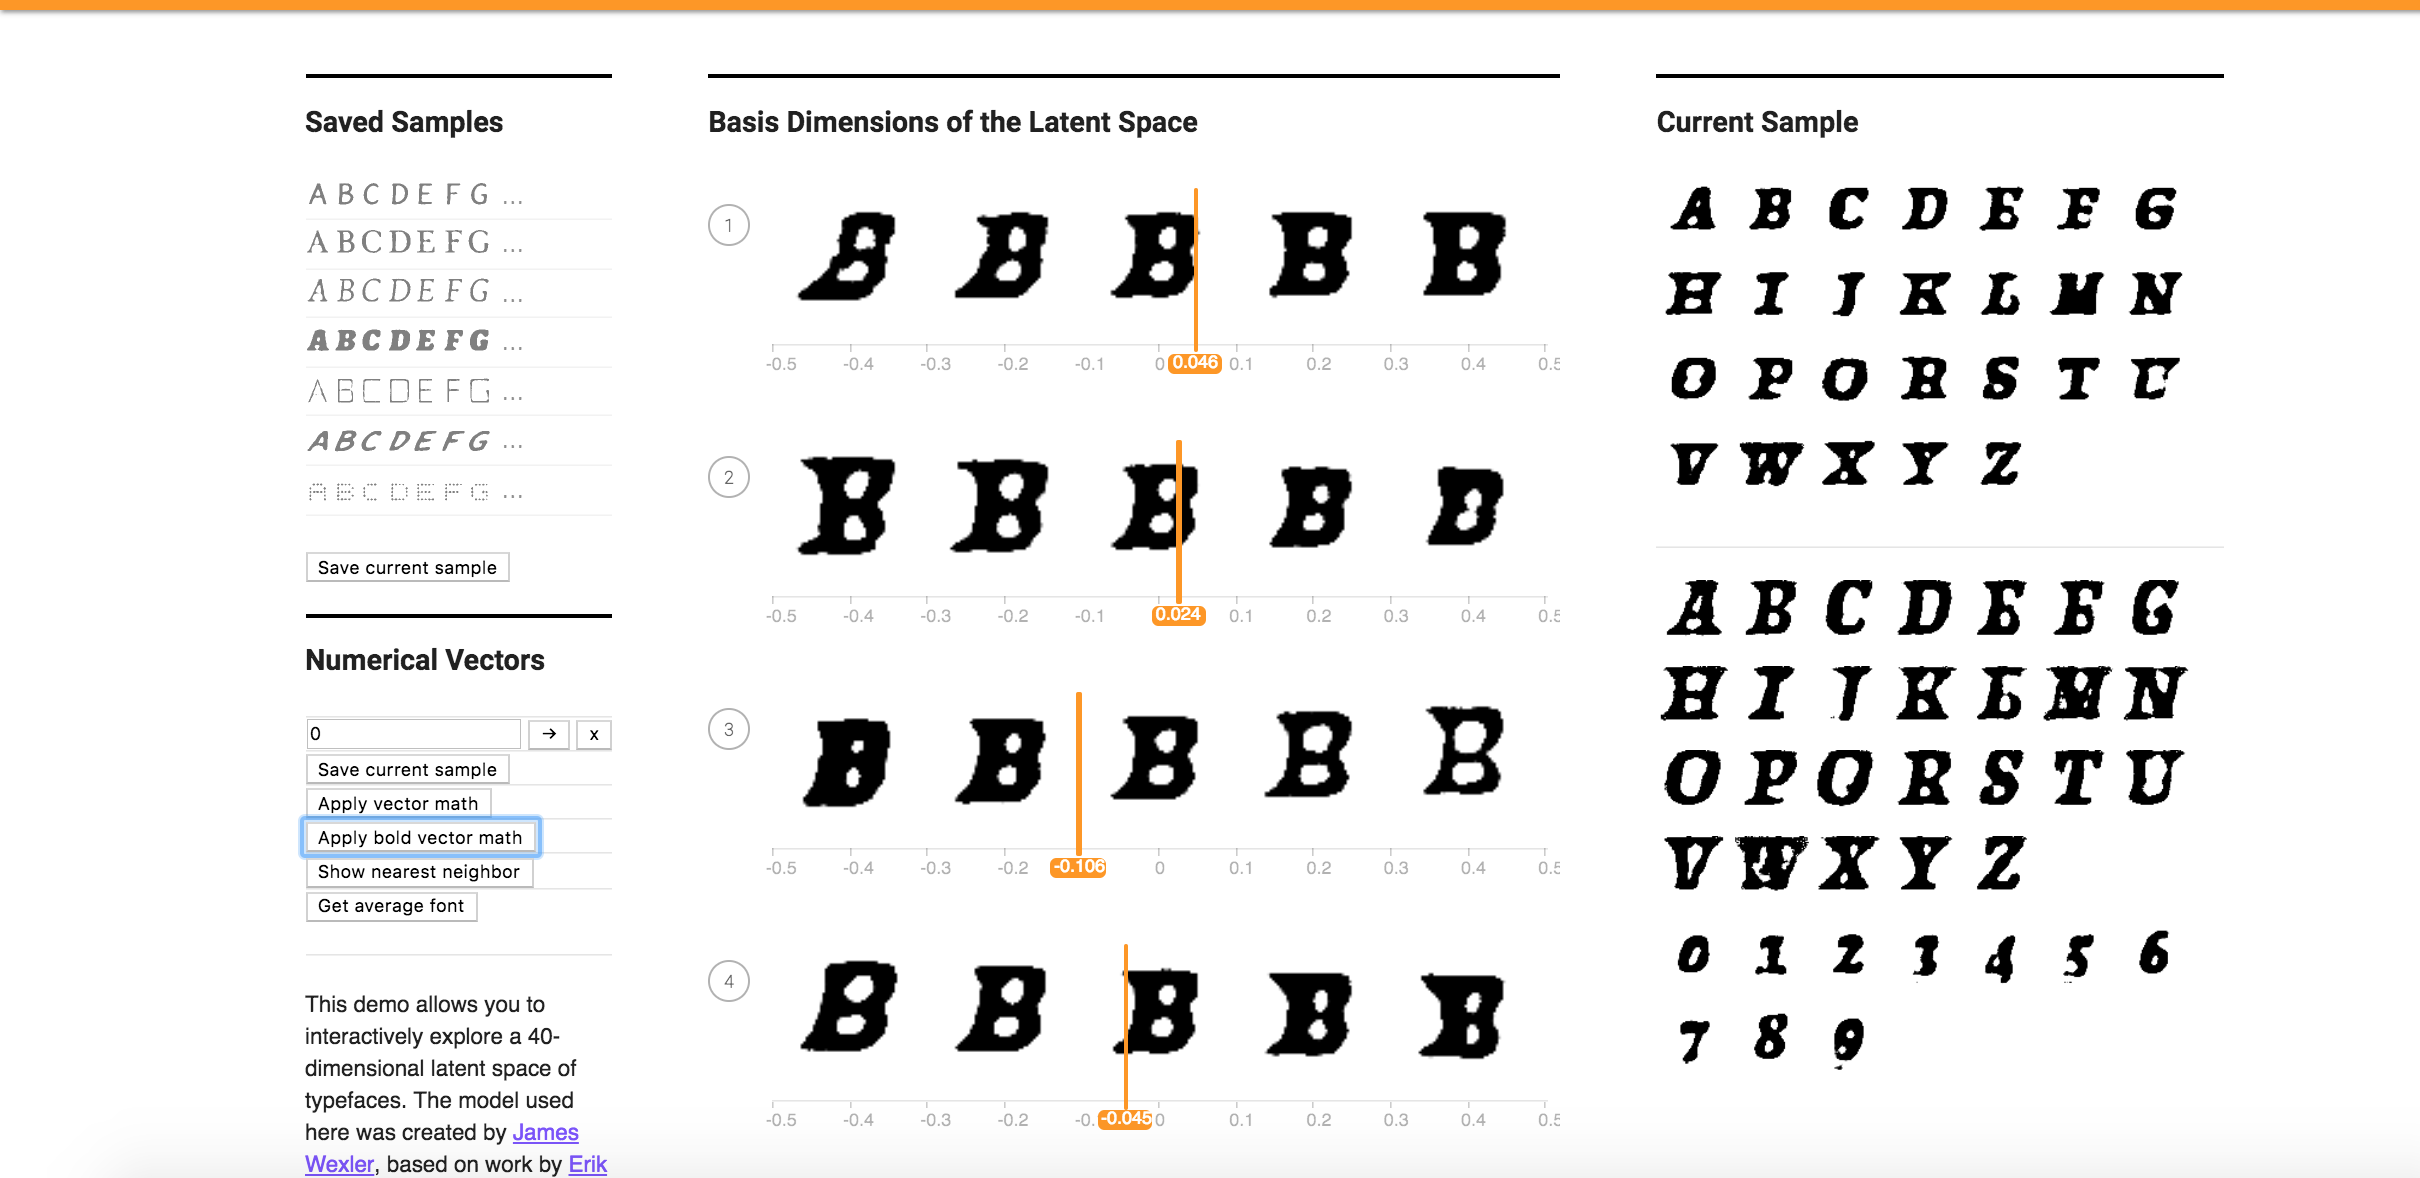 Saved Samples
A B C D E F G ...
A B C D E F G ...
A B C D E F G ...
A B C D E F G ...
A B C D E F G ...
A B C D E F G ...
A B C D E F G ...
Save current sample
Numerical Vectors
0 → x
Save current sample
Apply vector math
Apply bold vector math
Show nearest neighbor
Get average font
This demo allows you to
interactively explore a 40-
dimensional latent space of
typefaces. The model used
here was created by James
Wexler, based on work by Erik
Basis Dimensions of the Latent Space
1
B B B B B
-0.5 -0.4 -0.3 -0.2 -0.1 0 0.046 0.1 0.2 0.3 0.4 0.5
2
B B B B B
-0.5 -0.4 -0.3 -0.2 -0.1 0.024 0.1 0.2 0.3 0.4 0.5
3
B B B B B
-0.5 -0.4 -0.3 -0.2 -0.106 0 0.1 0.2 0.3 0.4 0.5
4
B B B B B
-0.5 -0.4 -0.3 -0.2 -0. -0.045 0 0.1 0.2 0.3 0.4 0.5
Current Sample
A B C D E F G
H I J K L M N
O P Q R S T U
V W X Y Z
A B C D E F G
H I J K L M N
O P Q R S T U
V W X Y Z
0 1 2 3 4 5 6
7 8 9